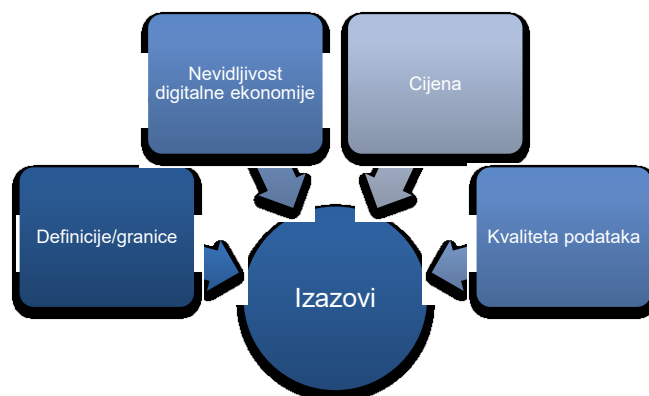 Nevidljivost
digitalne ekonomije
Cijena
Definicije/granice
Kvaliteta podataka
Izazovi